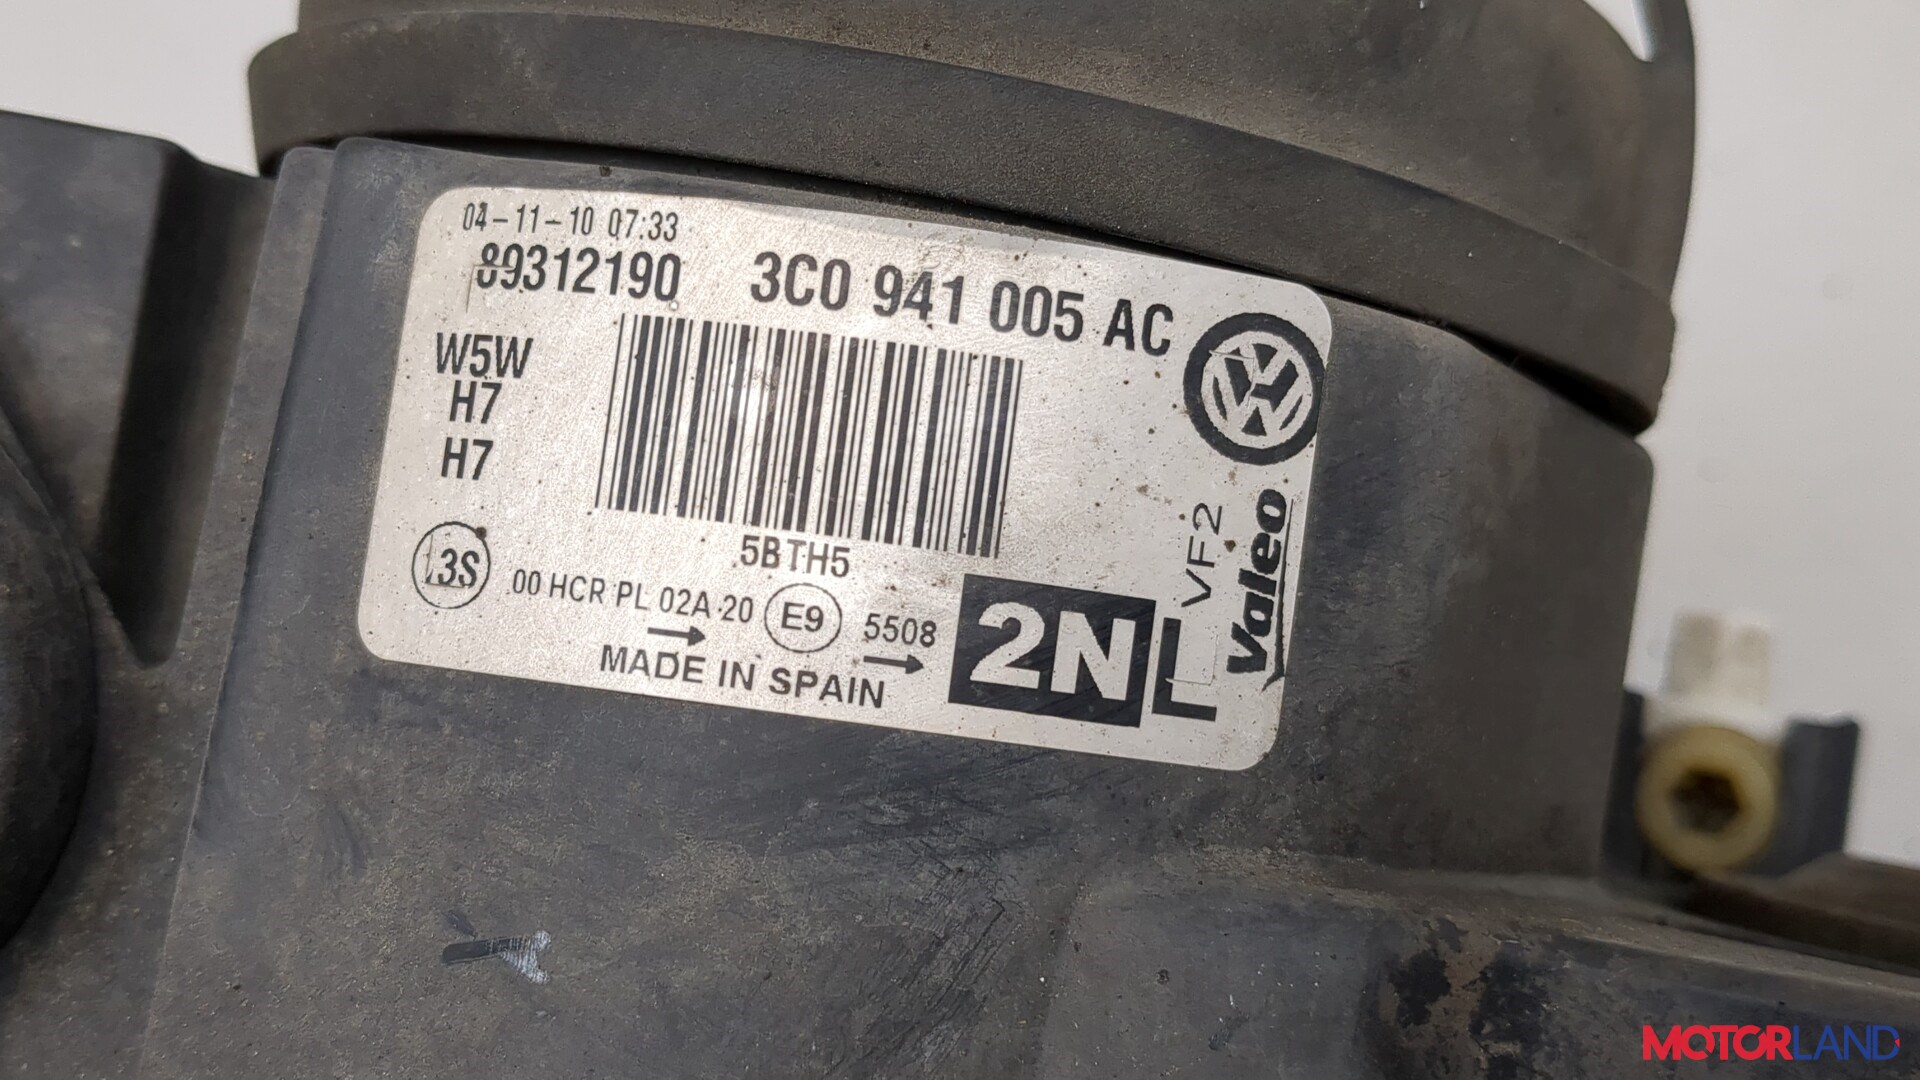 04-11-10 07:33
89312190 3C0 941 005 AC
W5W
H7
H7
5BTH5
VF2
Valeo
13S 00 HCR PL 02A 20 E9 5508
MADE IN SPAIN
2N L
MOTORLAND